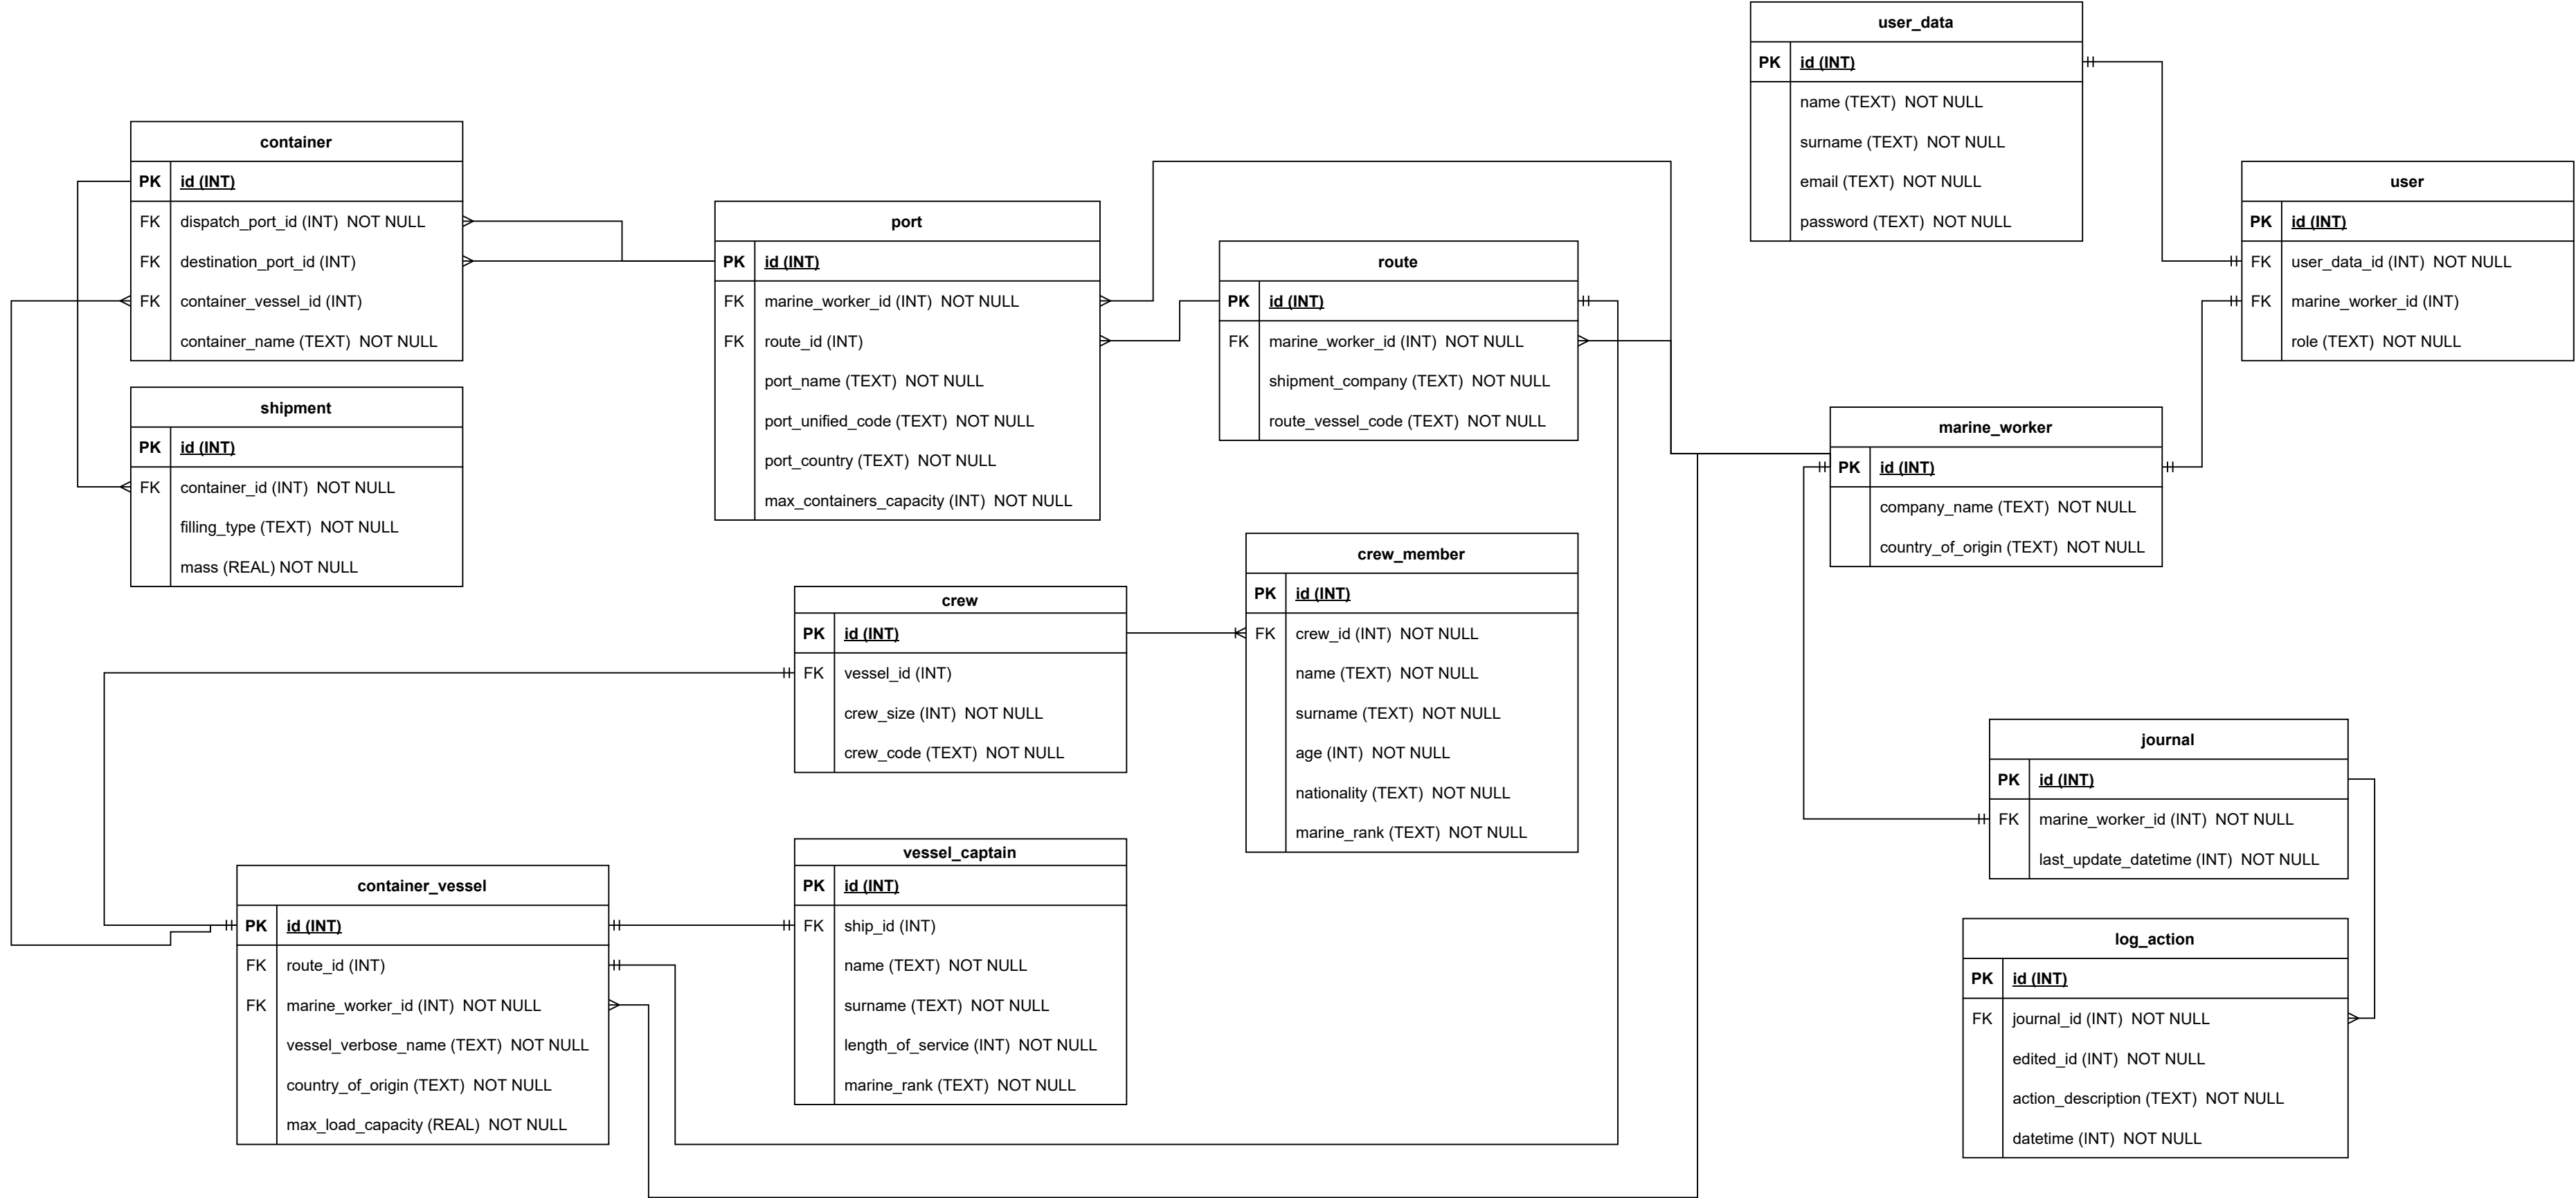 user_data
PK id (INT)
name (TEXT) NOT NULL
surname (TEXT) NOT NULL
email (TEXT) NOT NULL
password (TEXT) NOT NULL
container
PK id (INT)
FK dispatch_port_id (INT) NOT NULL
FK destination_port_id (INT)
FK container_vessel_id (INT)
container_name (TEXT) NOT NULL
port
PK id (INT)
FK marine_worker_id (INT) NOT NULL
FK route_id (INT)
port_name (TEXT) NOT NULL
port_unified_code (TEXT) NOT NULL
port_country (TEXT) NOT NULL
max_containers_capacity (INT) NOT NULL
route
PK id (INT)
FK marine_worker_id (INT) NOT NULL
shipment_company (TEXT) NOT NULL
route_vessel_code (TEXT) NOT NULL
user
PK id (INT)
FK user_data_id (INT) NOT NULL
FK marine_worker_id (INT)
role (TEXT) NOT NULL
shipment
PK id (INT)
FK container_id (INT) NOT NULL
filling_type (TEXT) NOT NULL
mass (REAL) NOT NULL
marine_worker
PK id (INT)
company_name (TEXT) NOT NULL
country_of_origin (TEXT) NOT NULL
crew
PK id (INT)
FK vessel_id (INT)
crew_size (INT) NOT NULL
crew_code (TEXT) NOT NULL
crew_member
PK id (INT)
FK crew_id (INT) NOT NULL
name (TEXT) NOT NULL
surname (TEXT) NOT NULL
age (INT) NOT NULL
nationality (TEXT) NOT NULL
marine_rank (TEXT) NOT NULL
journal
PK id (INT)
FK marine_worker_id (INT) NOT NULL
last_update_datetime (INT) NOT NULL
container_vessel
PK id (INT)
FK route_id (INT)
FK marine_worker_id (INT) NOT NULL
vessel_verbose_name (TEXT) NOT NULL
country_of_origin (TEXT) NOT NULL
max_load_capacity (REAL) NOT NULL
vessel_captain
PK id (INT)
FK ship_id (INT)
name (TEXT) NOT NULL
surname (TEXT) NOT NULL
length_of_service (INT) NOT NULL
marine_rank (TEXT) NOT NULL
log_action
PK id (INT)
FK journal_id (INT) NOT NULL
edited_id (INT) NOT NULL
action_description (TEXT) NOT NULL
datetime (INT) NOT NULL